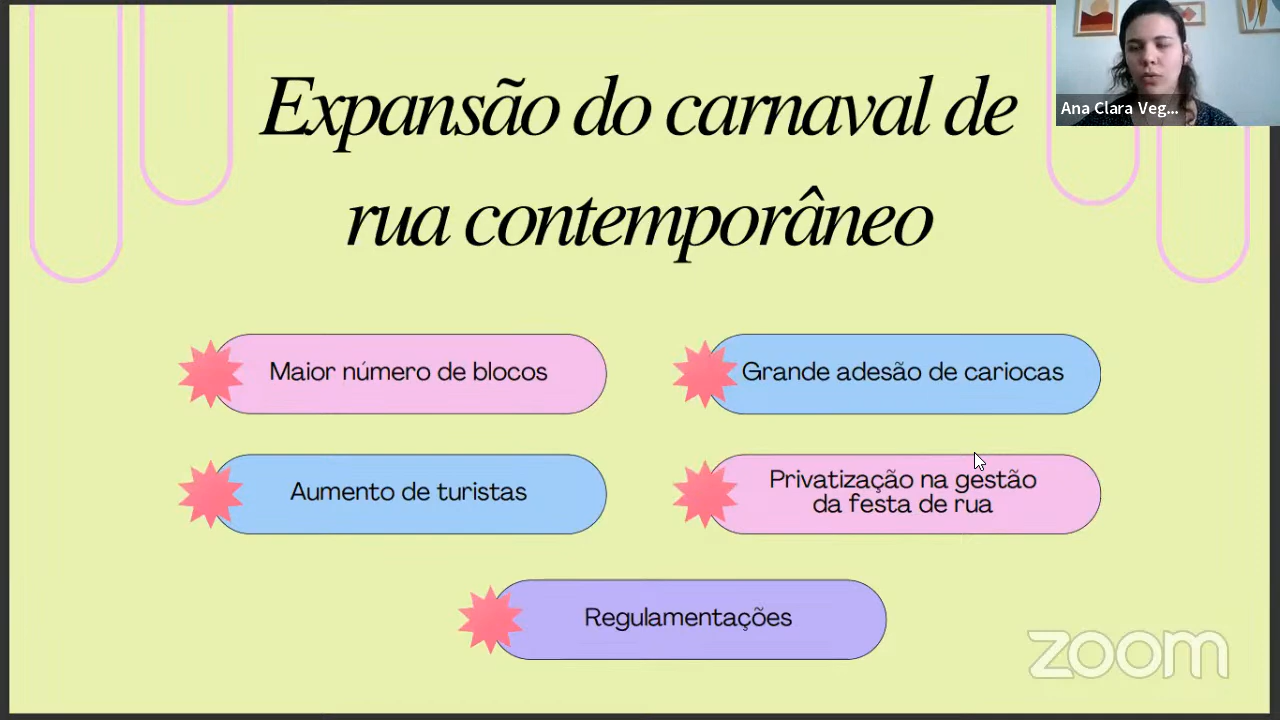 Expansão do carnaval de
rua contemporâneo
Ana Clara Veg...
Maior número de blocos
Grande adesão de cariocas
Aumento de turistas
Privatização na gestão
da festa de rua
Regulamentações
zoom